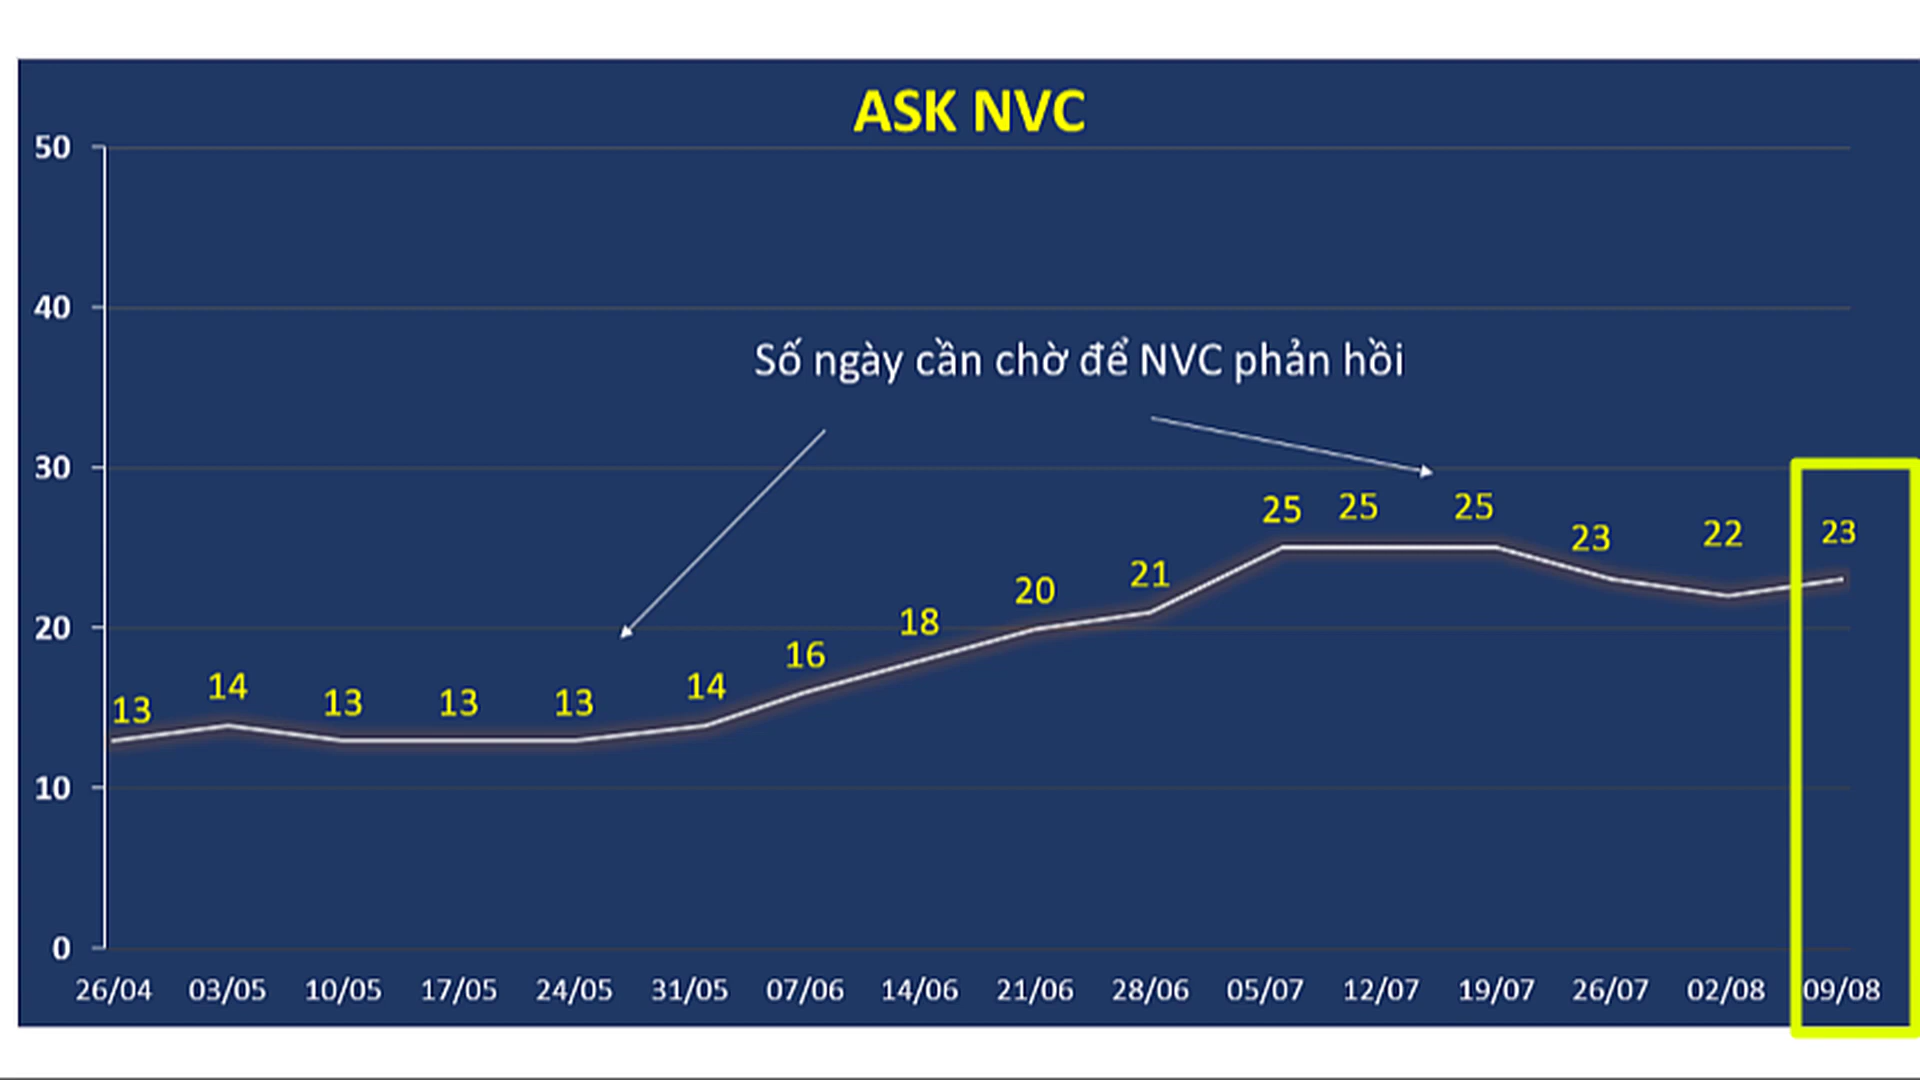 ASK NVC
50
40
30
20
10
0
Số ngày cần chờ để NVC phản hồi
13 14 13 13 13 14 16 18 20 21 25 25 25 23 22 23
26/04 03/05 10/05 17/05 24/05 31/05 07/06 14/06 21/06 28/06 05/07 12/07 19/07 26/07 02/08 09/08